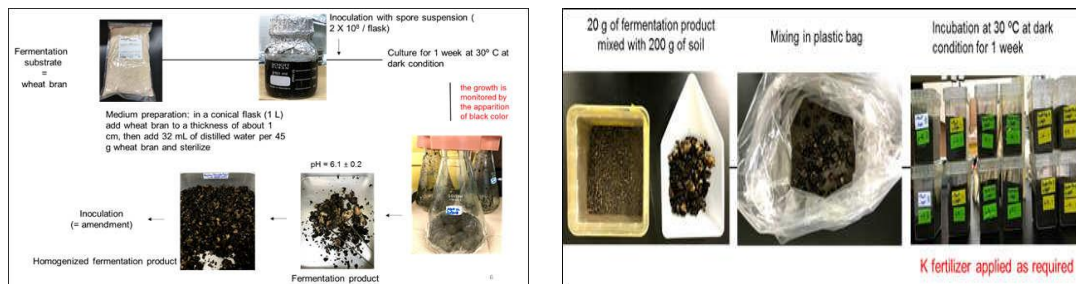 Inoculation with spore suspension (
2 X 10⁸ / flask)
Fermentation
substrate
=
wheat bran
Culture for 1 week at 30º C at
dark condition
the growth is
monitored by
the apparition
of black color
Medium preparation: in a conical flask (1 L)
add wheat bran to a thickness of about 1
cm, then add 32 mL of distilled water per 45
g wheat bran and sterilize
pH = 6.1 ± 0.2
Inoculation
(= amendment)
Homogenized fermentation product
Fermentation product
6
20 g of fermentation product
mixed with 200 g of soil
Mixing in plastic bag
Incubation at 30 ºC at dark
condition for 1 week
K fertilizer applied as required